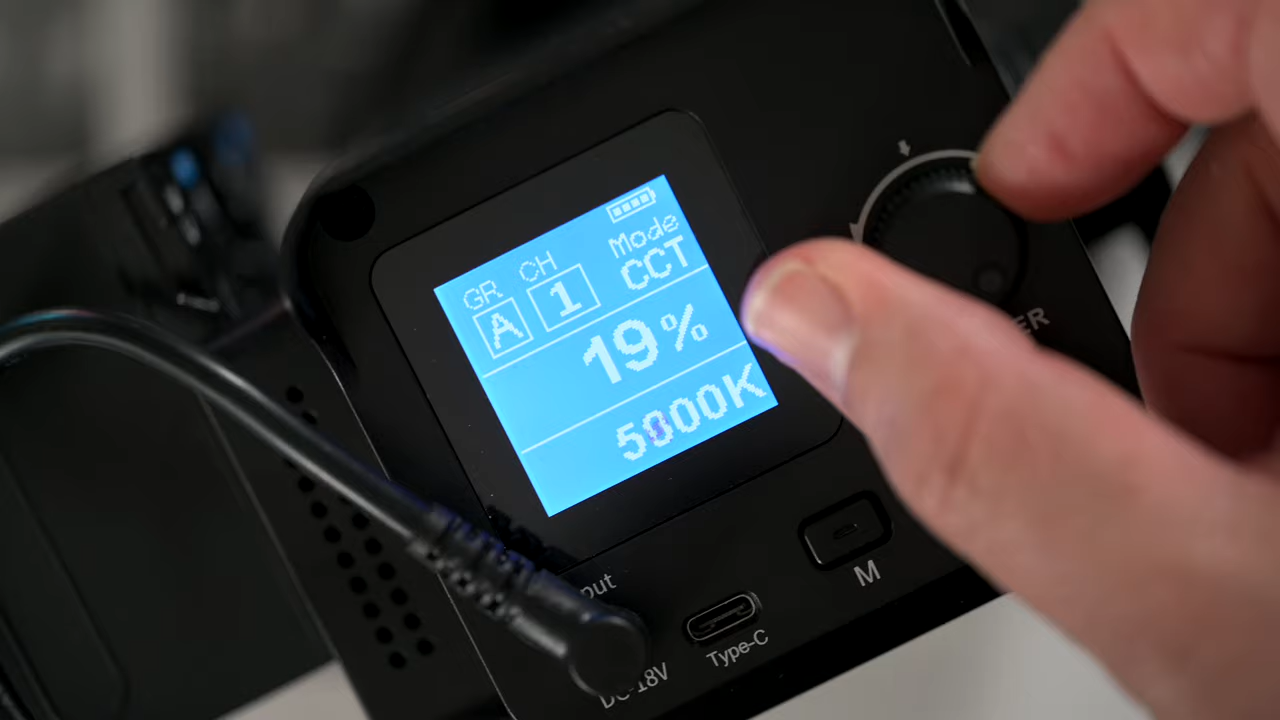 Mode
GR CH CCT
A 1
19%
5000K
M
Type-C
DC-18V